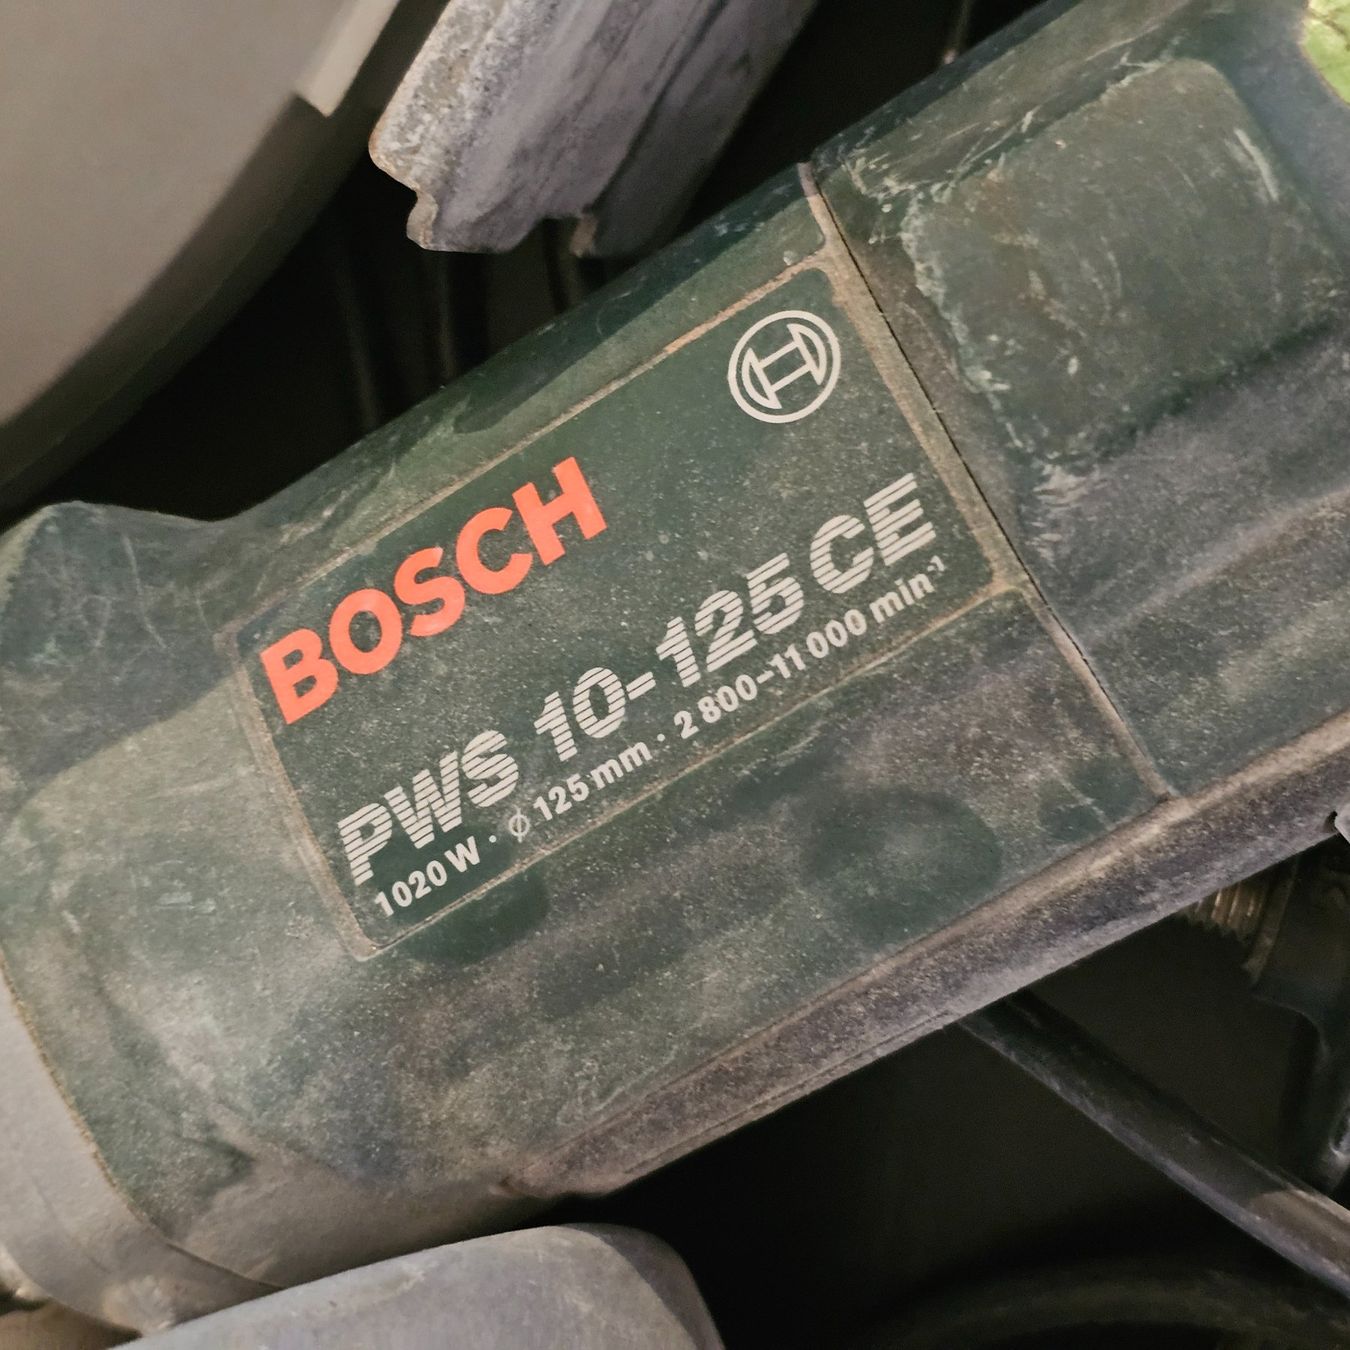 BOSCH
PWS 10-125 CE
1020 W · Ø 125 mm · 2 800-11 000 min⁻¹